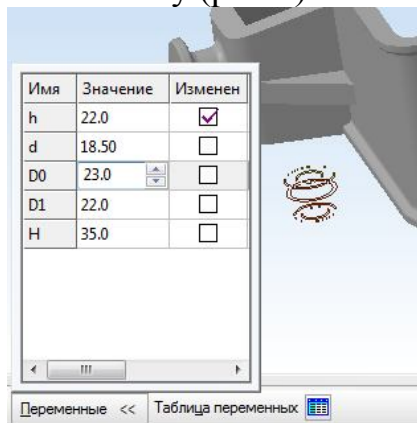 Имя Значение Изменен
h 22.0
d 18.50
D0 23.0
D1 22.0
H 35.0
Переменные << Таблица переменных